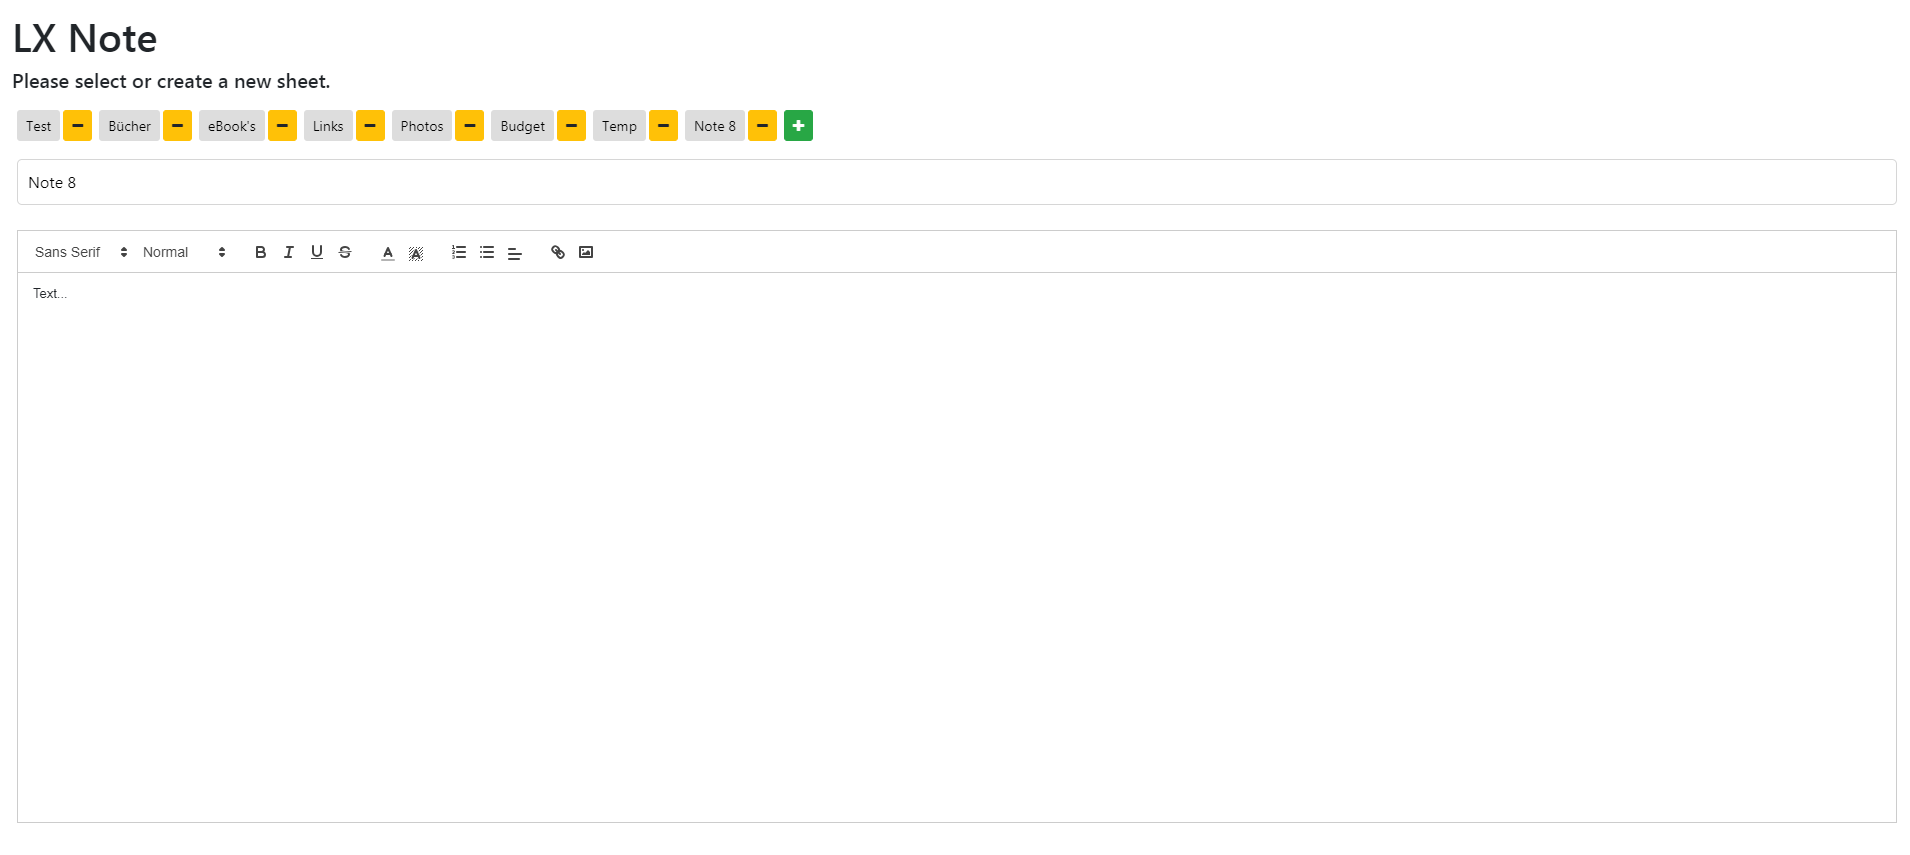 LX Note
Please select or create a new sheet.
Test Bücher eBook's Links Photos Budget Temp Note 8
Note 8
Sans Serif Normal B I U S A A
Text...